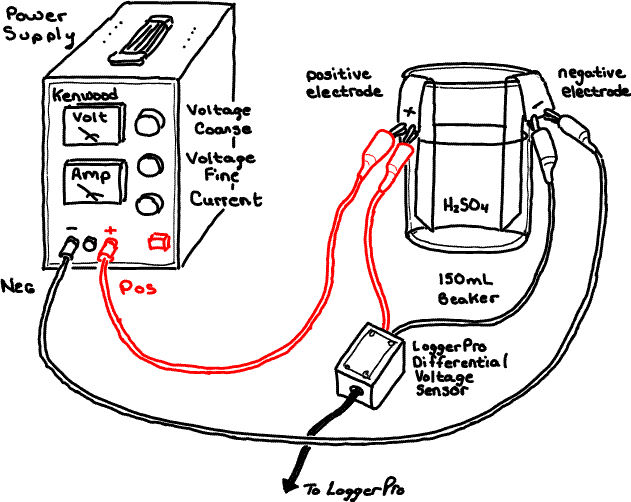 Power
Supply
Kenwood
Volt
Amp
Voltage
Coarse
Voltage
Fine
Current
- +
Neg
Pos
positive
electrode
negative
electrode
+
-
H₂SO₄
150mL
Beaker
LoggerPro
Differential
Voltage
Sensor
To LoggerPro